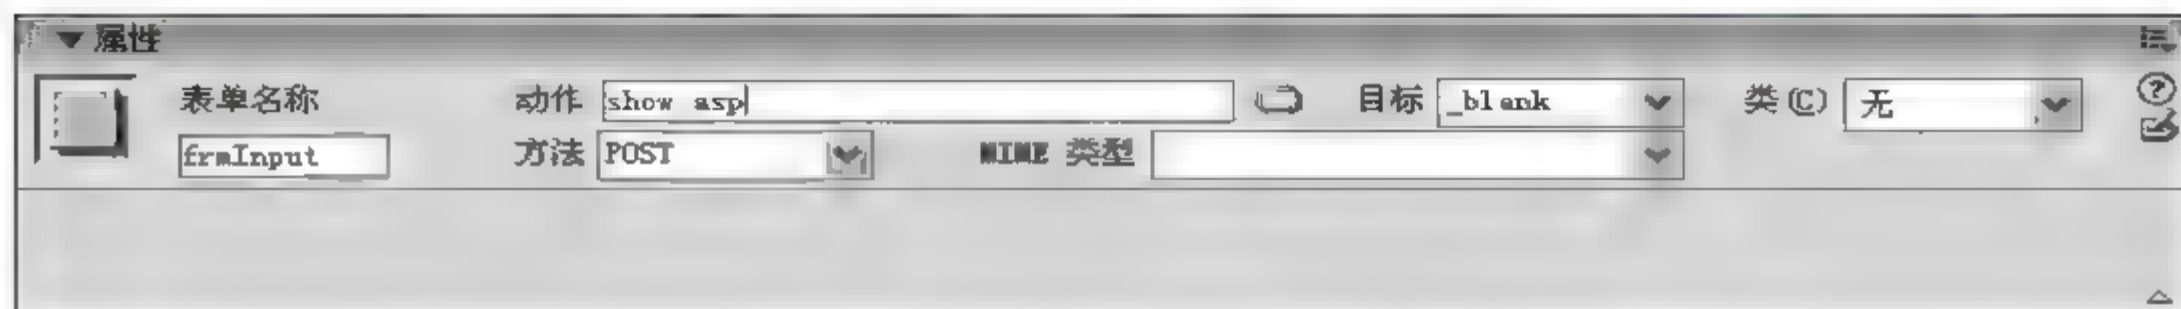 属性
表单名称 动作 show asp 目标 _blank 类(C) 无
frmInput 方法 POST MIME 类型